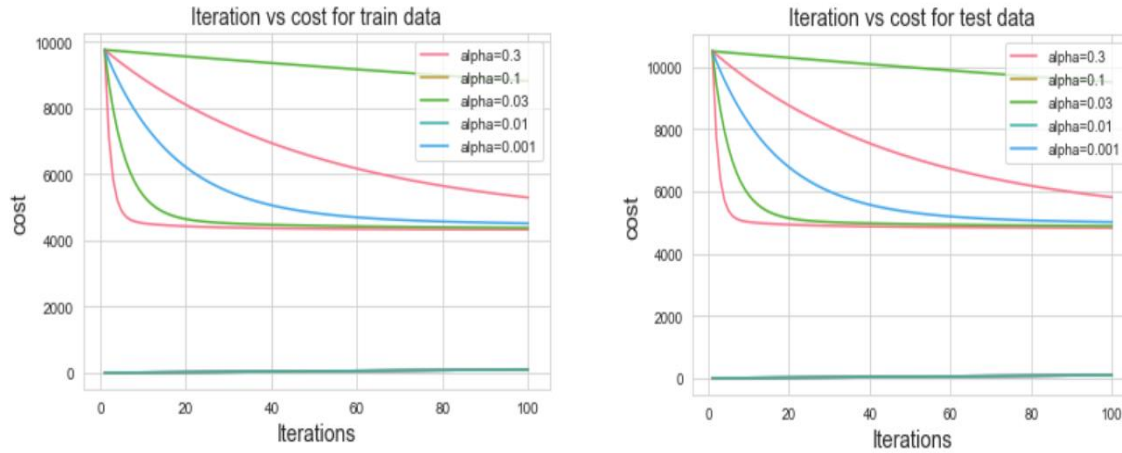 Iteration vs cost for train data
10000
8000
6000
4000
2000
0
cost
alpha=0.3
alpha=0.1
alpha=0.03
alpha=0.01
alpha=0.001
0 20 40 60 80 100
Iterations
Iteration vs cost for test data
10000
8000
6000
4000
2000
0
cost
alpha=0.3
alpha=0.1
alpha=0.03
alpha=0.01
alpha=0.001
0 20 40 60 80 100
Iterations